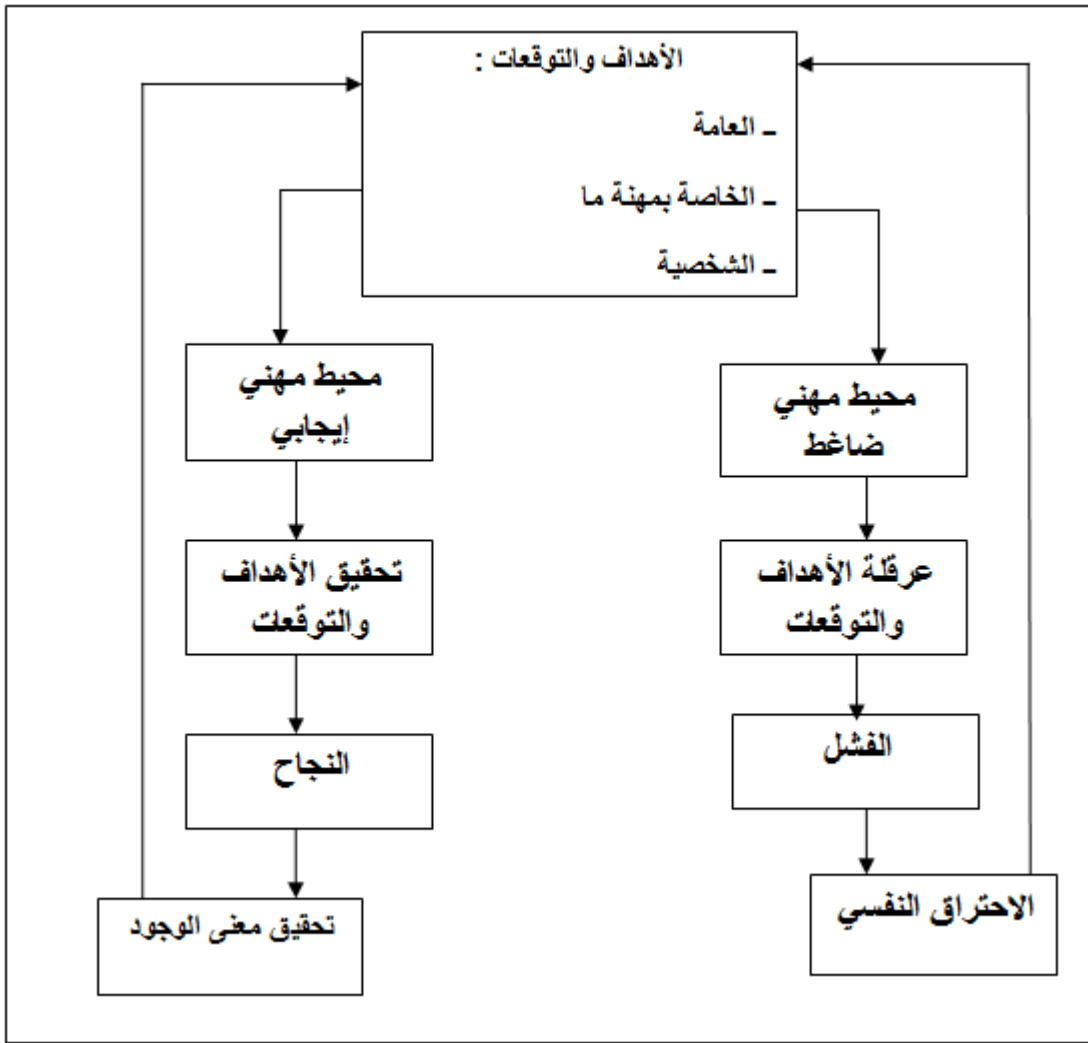 الأهداف والتوقعات :
ـ العامة
ـ الخاصة بمهنة ما
ـ الشخصية
محيط مهني
ضاغط
عرقلة الأهداف
والتوقعات
الفشل
الاحتراق النفسي
محيط مهني
إيجابي
تحقيق الأهداف
والتوقعات
النجاح
تحقيق معنى الوجود